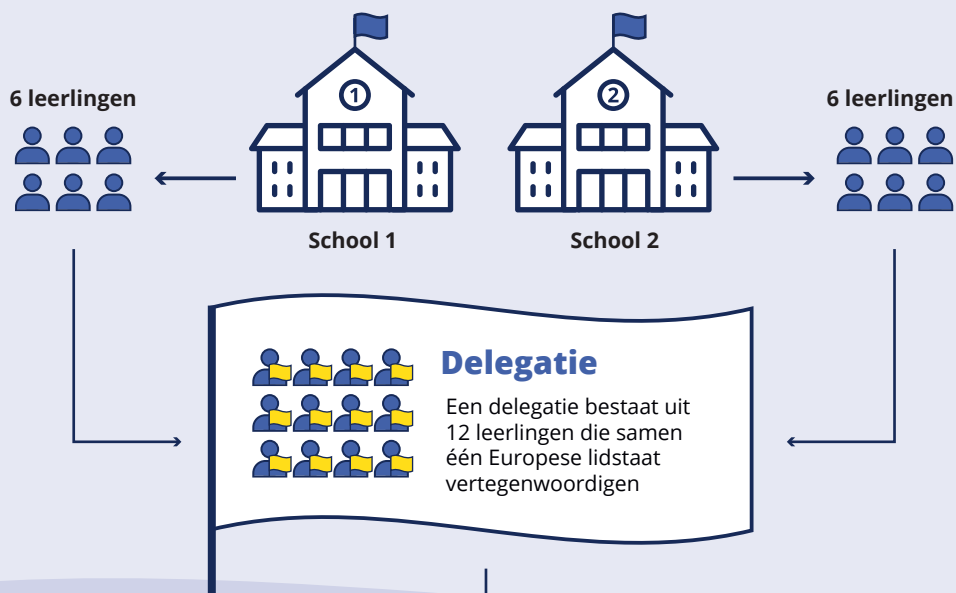 6 leerlingen
1
2
6 leerlingen
School 1
School 2
Delegatie
Een delegatie bestaat uit
12 leerlingen die samen
één Europese lidstaat
vertegenwoordigen